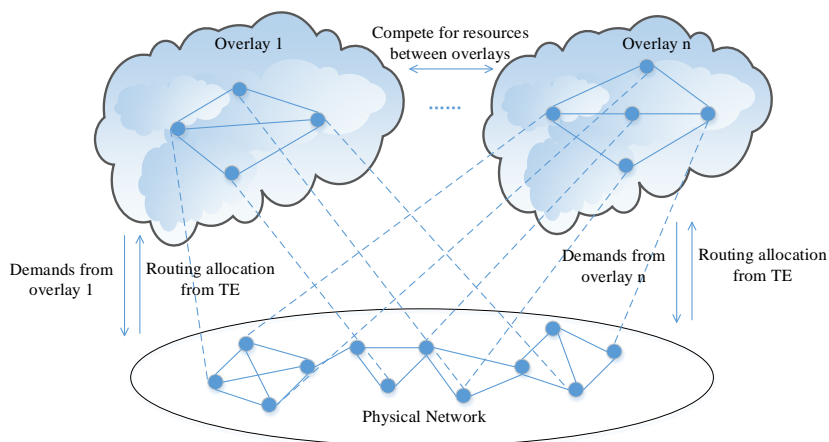 Overlay 1
Compete for resources
between overlays
Overlay n
......
Demands from
overlay 1
Routing allocation
from TE
Demands from
overlay n
Routing allocation
from TE
Physical Network